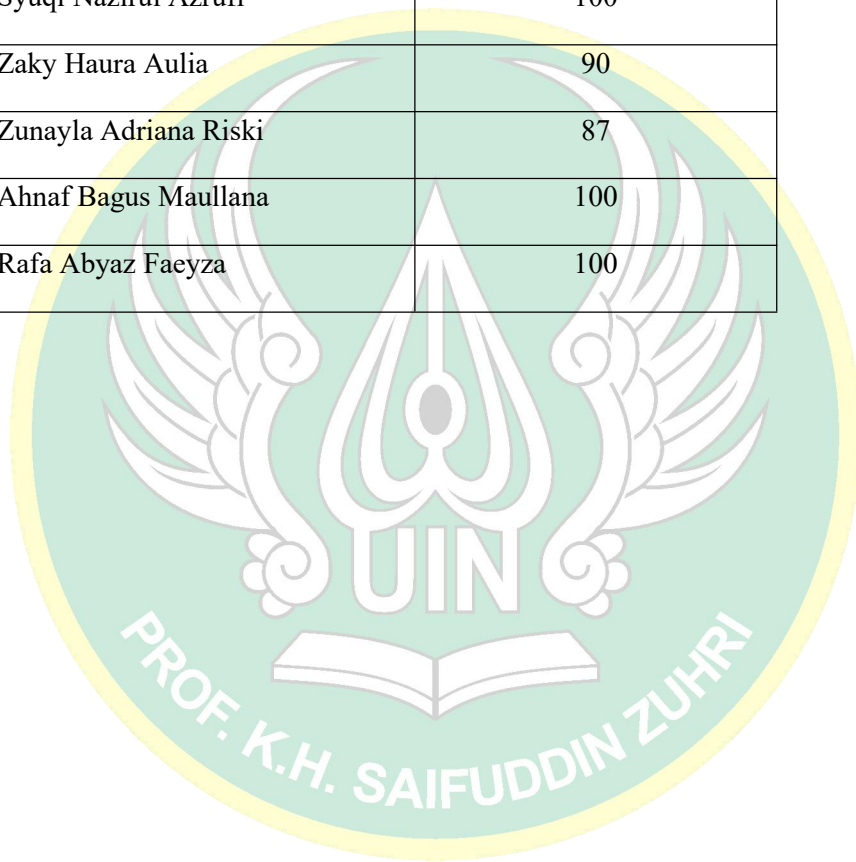 Zaky Haura Aulia 90
Zunayla Adriana Riski 87
Ahnaf Bagus Maullana 100
Rafa Abyaz Faeyza 100
UIN
PROF. K.H. SAIFUDDIN ZUHRI